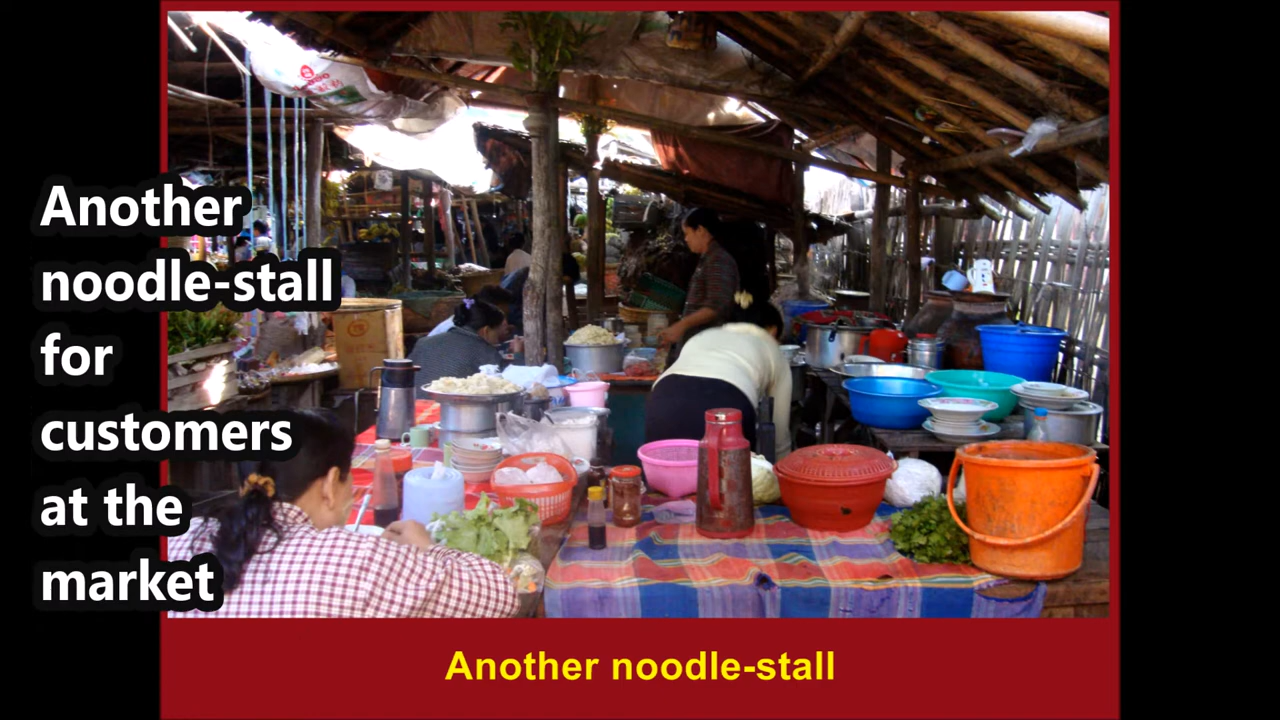 Another
noodle-stall
for
customers
at the
market
Another noodle-stall